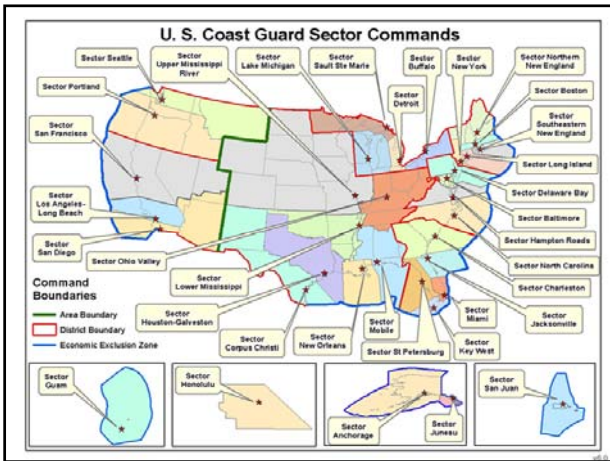 U. S. Coast Guard Sector Commands
Sector Seattle
Sector
Upper Mississippi
River
Sector
Lake Michigan
Sector
Sault Ste Marie
Sector
Buffalo
Sector
New York
Sector Northern
New England
Sector Portland
Sector
Detroit
Sector Boston
Sector
Southeastern
New England
Sector
San Francisco
Sector Long Island
Sector Delaware Bay
Sector
Los Angeles-
Long Beach
Sector
Baltimore
Sector Hampton Roads
Sector
San Diego
Sector Ohio Valley
Sector North Carolina
Sector
Lower Mississippi
Sector
Charleston
Command
Boundaries
Area Boundary
District Boundary
Economic Exclusion Zone
Sector
Houston-Galveston
Sector
Corpus Christi
Sector
New Orleans
Sector
Mobile
Sector St Petersburg
Sector
Key West
Sector
Miami
Sector
Jacksonville
Sector
Guam
Sector
Honolulu
Sector
Anchorage
Sector
Juneau
Sector
San Juan